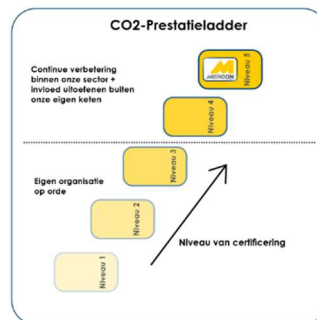 CO2-Prestatieladder
Continue verbetering
binnen onze sector +
invloed uitoefenen buiten
onze eigen keten
MERCON
Niveau 5
Niveau 4
Niveau 3
Eigen organisatie
op orde
Niveau 2
Niveau 1
Niveau van certificering